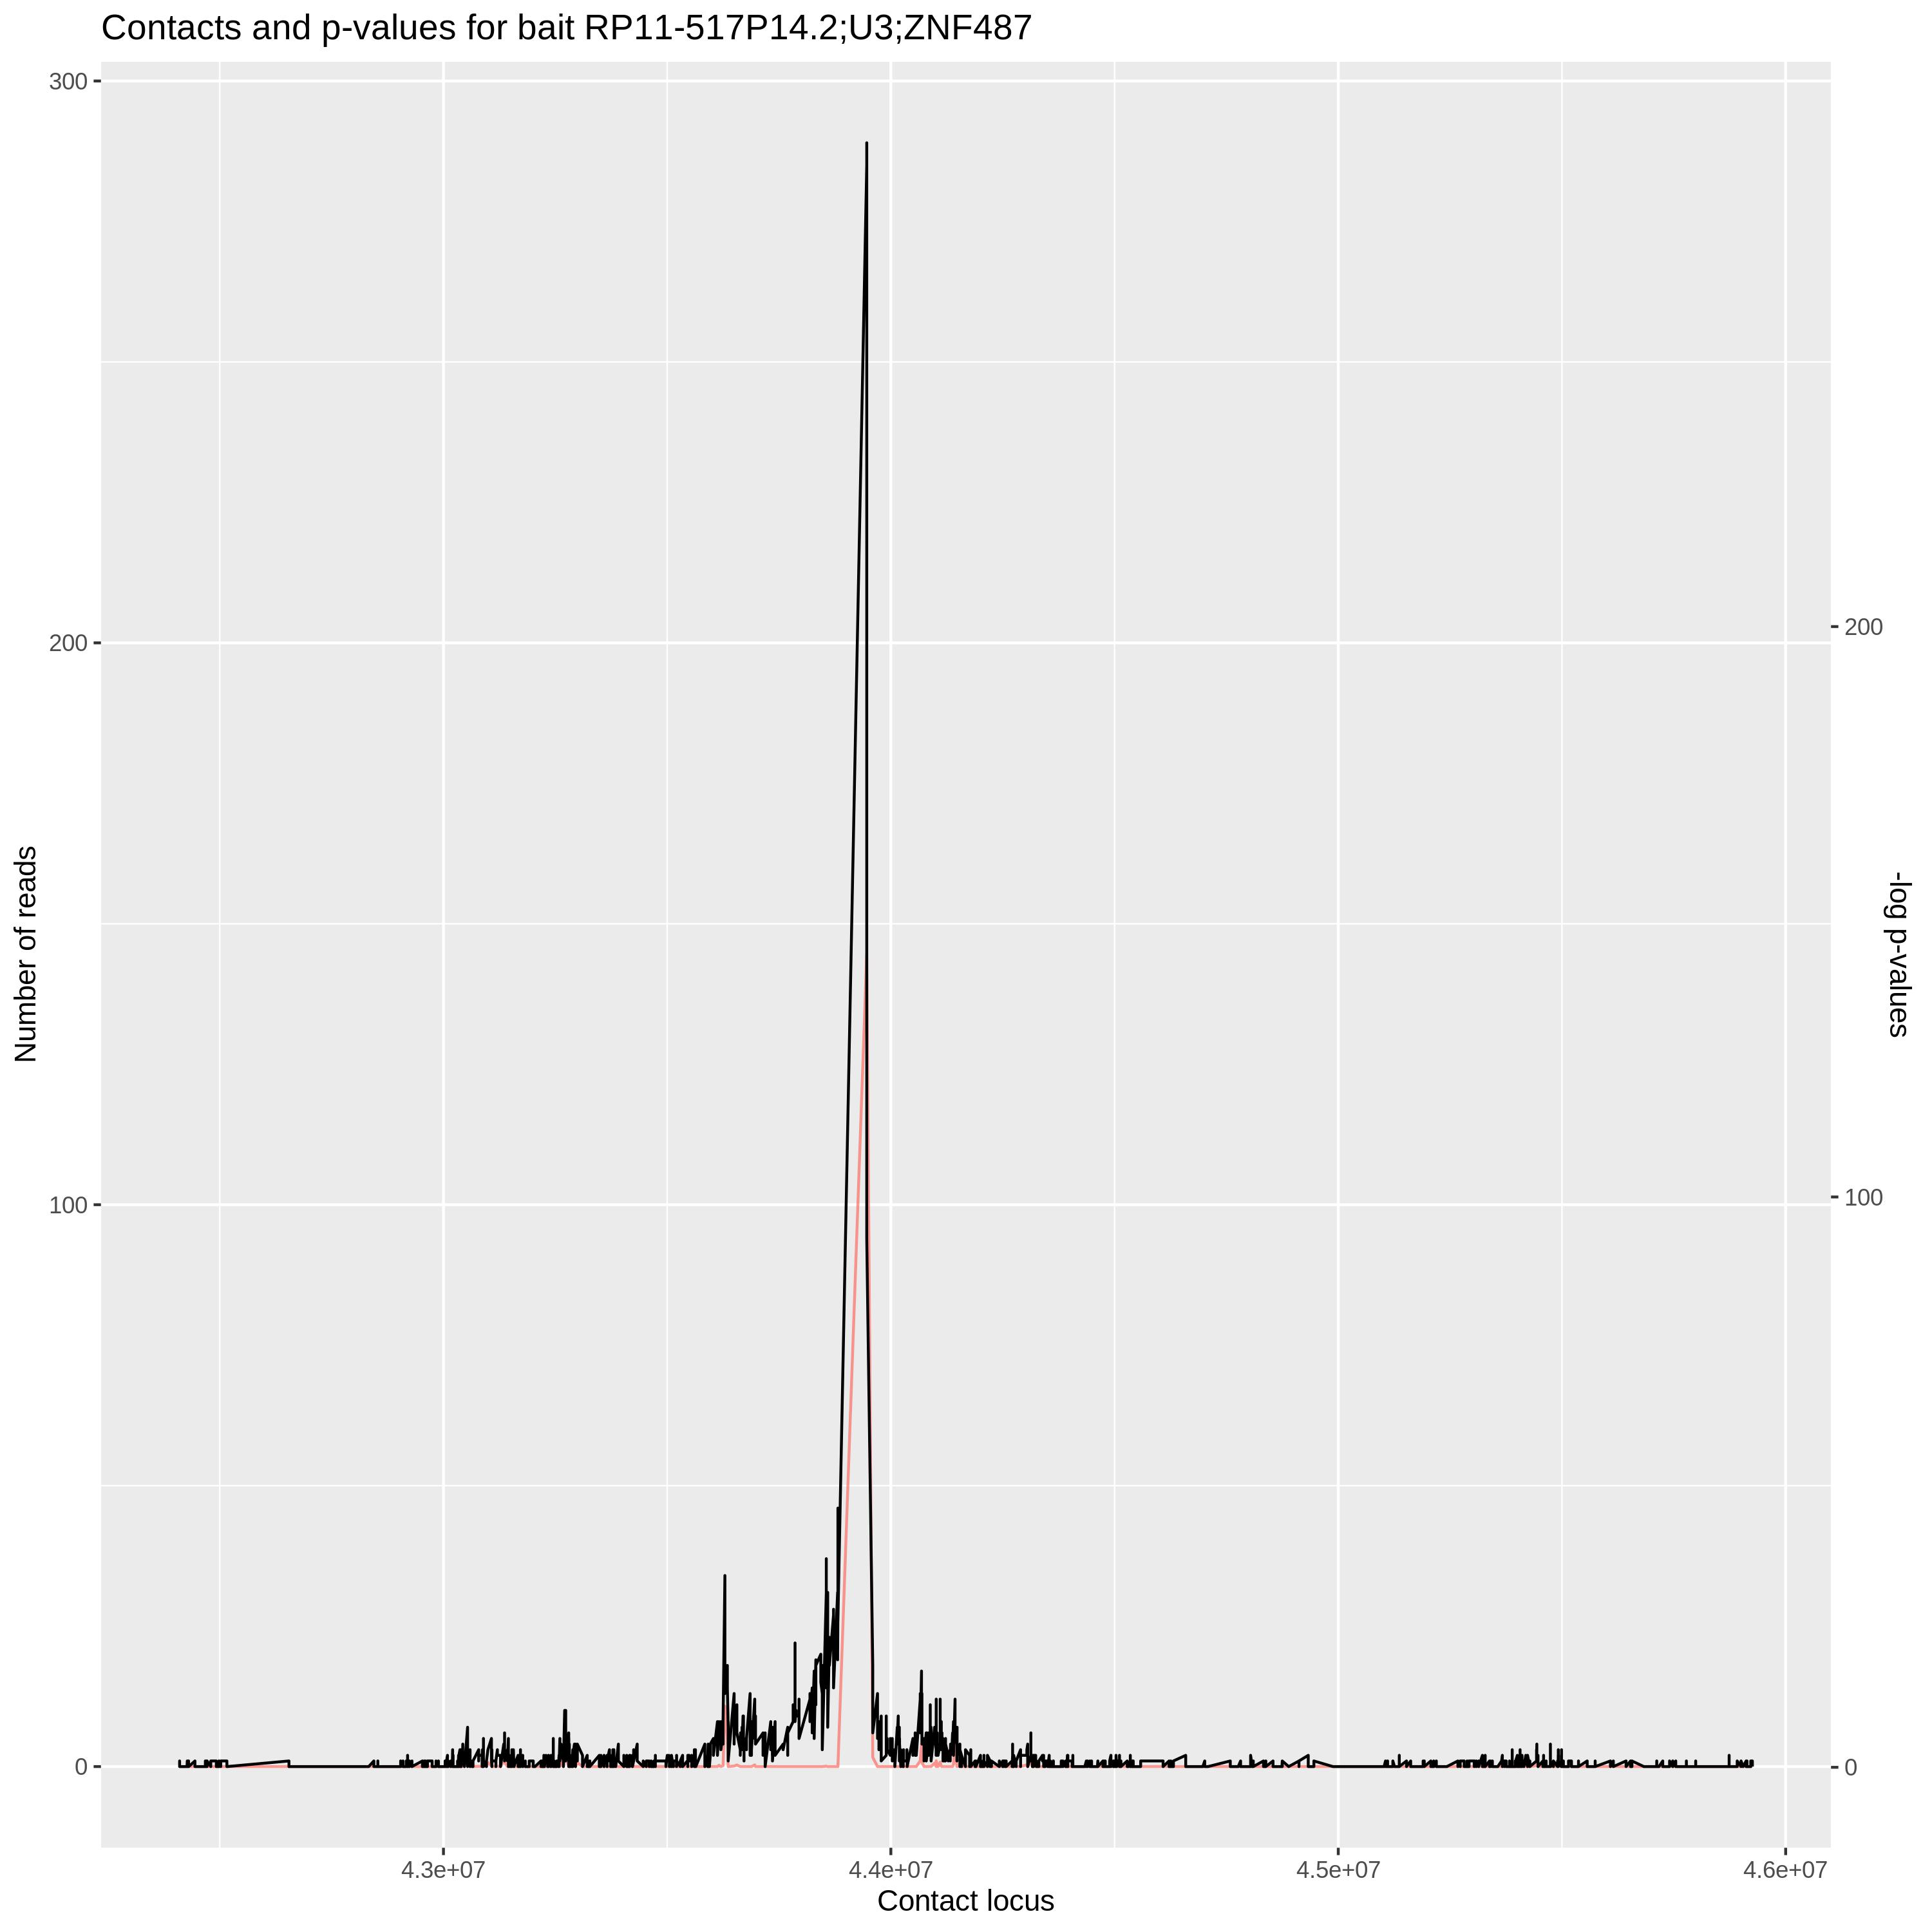 Contacts and p-values for bait RP11-517P14.2;U3;ZNF487
300
200
100
0
Number of reads
200
100
0
-log p-values
4.3e+07
4.4e+07
4.5e+07
4.6e+07
Contact locus